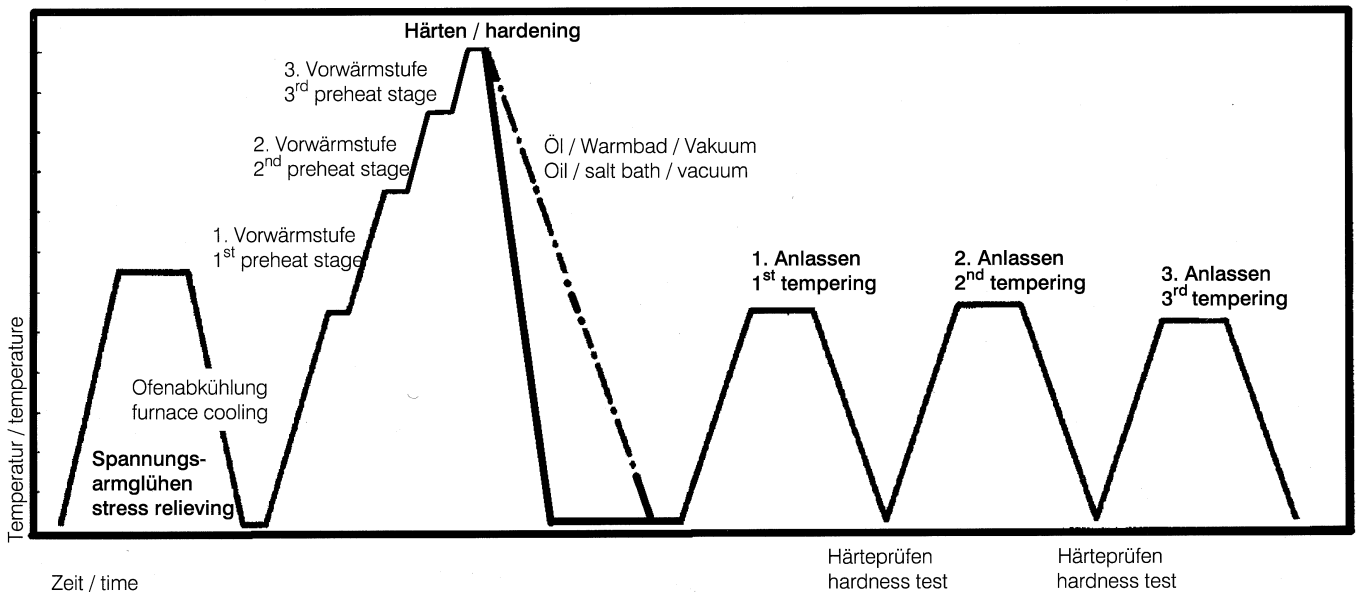 Härten / hardening
3. Vorwärmstufe
3rd preheat stage
2. Vorwärmstufe
2nd preheat stage
1. Vorwärmstufe
1st preheat stage
Öl / Warmbad / Vakuum
Oil / salt bath / vacuum
1. Anlassen
1st tempering
2. Anlassen
2nd tempering
3. Anlassen
3rd tempering
Ofenabkühlung
furnace cooling
Spannungs-
armglühen
stress relieving
Temperatur / temperature
Zeit / time
Härteprüfen
hardness test
Härteprüfen
hardness test